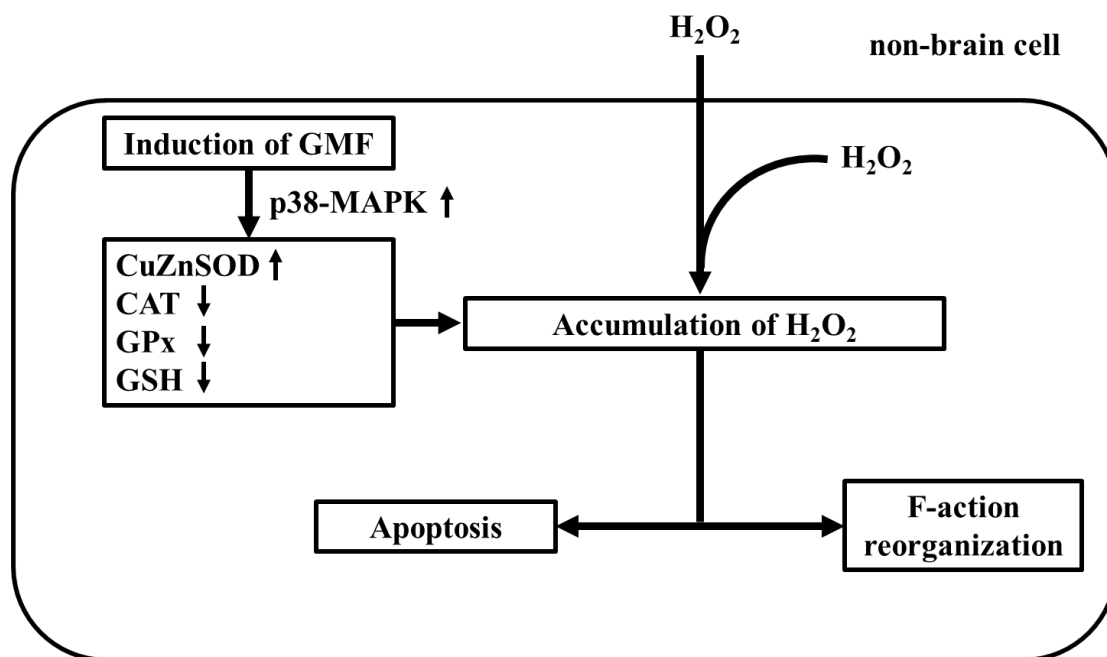 H₂O₂
non-brain cell
Induction of GMF
H₂O₂
p38-MAPK ↑
CuZnSOD ↑
CAT ↓
GPx ↓
GSH ↓
Accumulation of H₂O₂
Apoptosis
F-action
reorganization